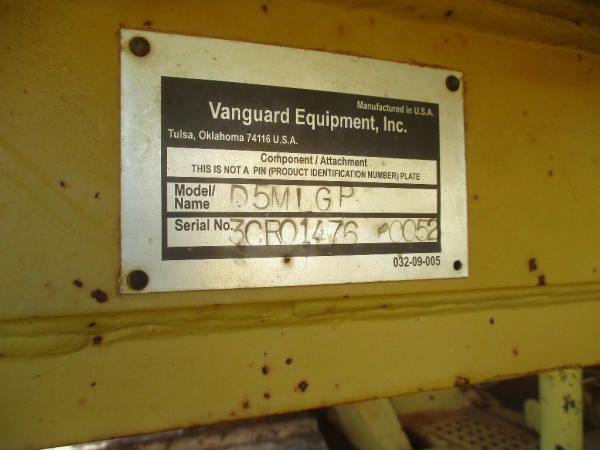 Manufactured in U.S.A.
Vanguard Equipment, Inc.
Tulsa, Oklahoma 74116 U.S.A.
Component / Attachment
THIS IS NOT A PIN (PRODUCT IDENTIFICATION NUMBER) PLATE
Model/ Name D5MLGP
Serial No. 3CR01476-0052
032-09-005